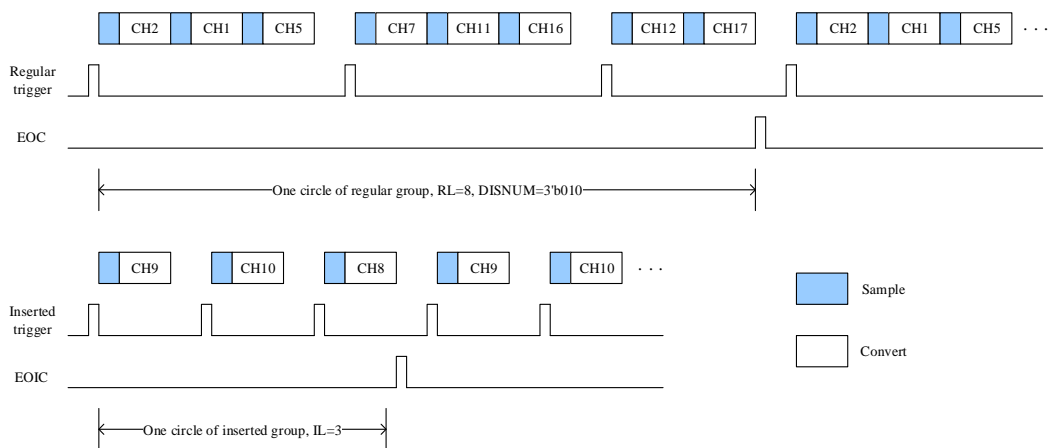 CH2 CH1 CH5 CH7 CH11 CH16 CH12 CH17 CH2 CH1 CH5 ...
Regular
trigger
EOC
One circle of regular group, RL=8, DISNUM=3'b010
CH9 CH10 CH8 CH9 CH10 ...
Sample
Inserted
trigger
Convert
EOIC
One circle of inserted group, IL=3